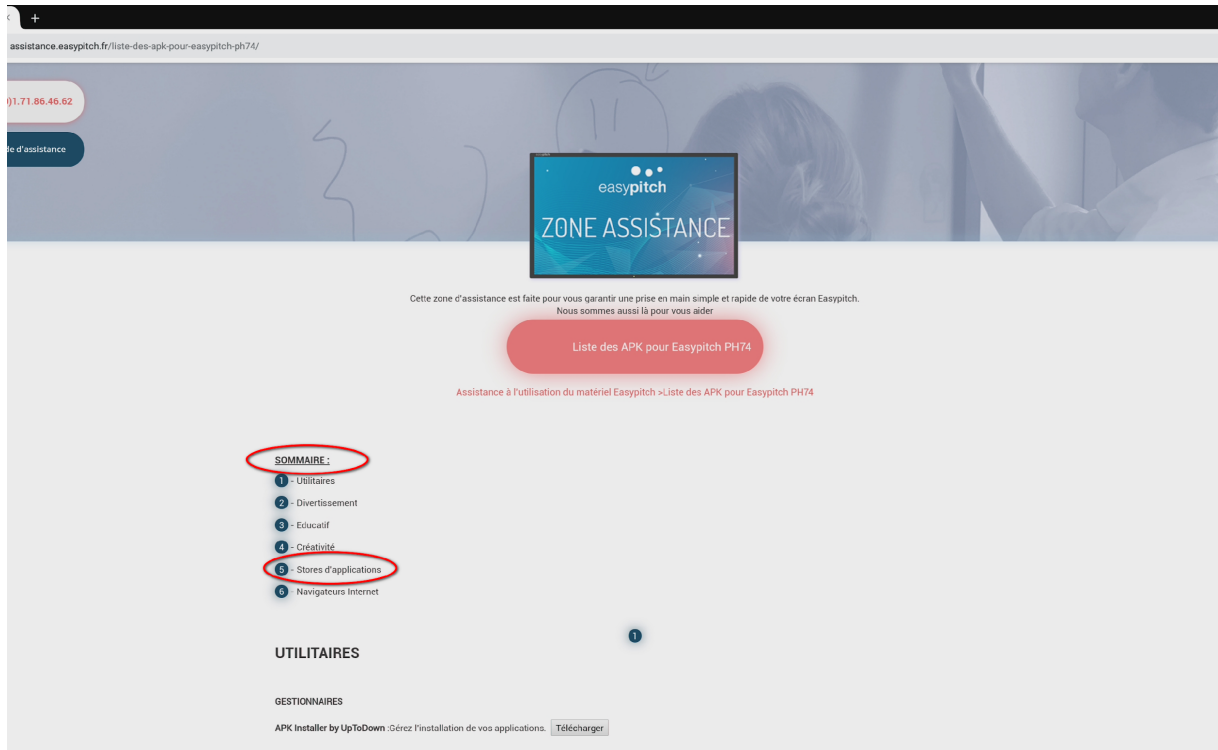 +
assistance.easypitch.fr/liste-des-apk-pour-easypitch-ph74/
)1.71.86.46.62
de d'assistance
easypitch
ZONE ASSISTANCE
Cette zone d'assistance est faite pour vous garantir une prise en main simple et rapide de votre écran Easypitch.
Nous sommes aussi là pour vous aider
Liste des APK pour Easypitch PH74
Assistance à l'utilisation du matériel Easypitch >Liste des APK pour Easypitch PH74
SOMMAIRE :
1 - Utilitaires
2 - Divertissement
3 - Educatif
4 - Créativité
5 - Stores d'applications
6 - Navigateurs Internet
1
UTILITAIRES
GESTIONNAIRES
APK Installer by UpToDown :Gérez l'installation de vos applications. Télécharger